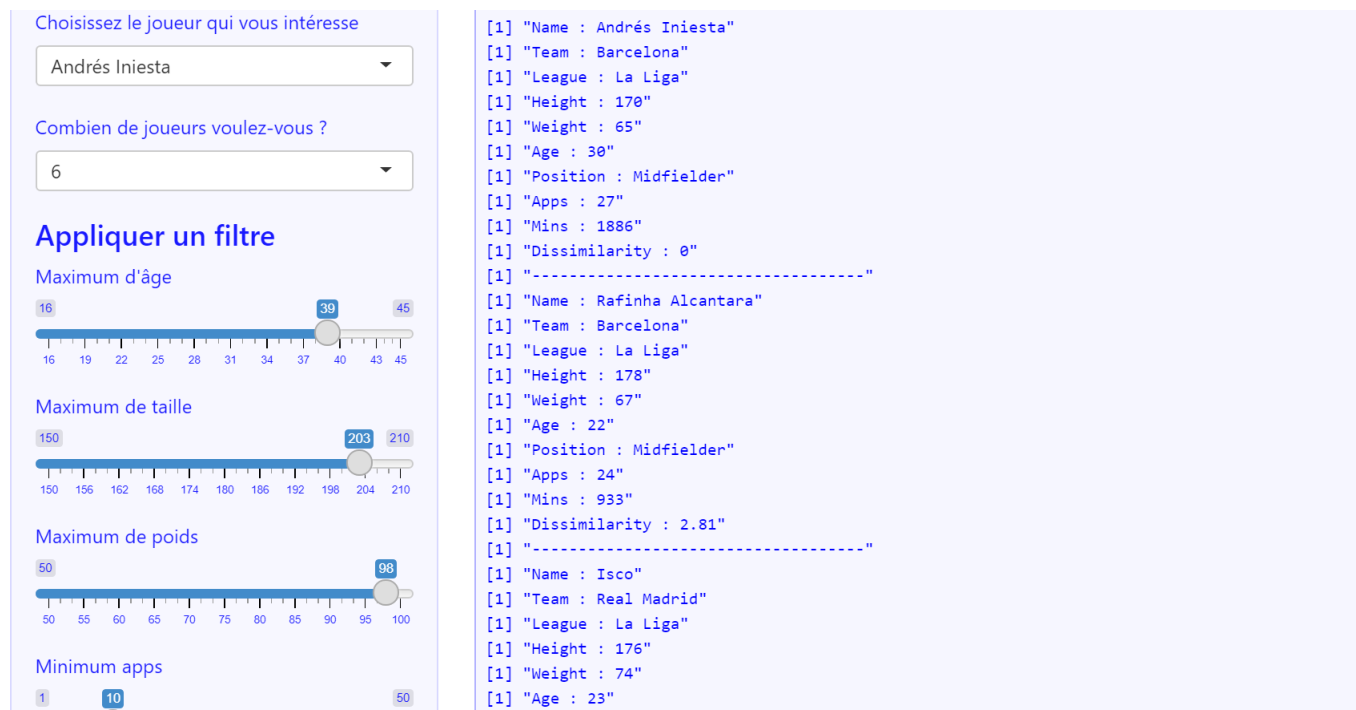 Choisissez le joueur qui vous intéresse
Andrés Iniesta
Combien de joueurs voulez-vous ?
6
Appliquer un filtre
Maximum d'âge
16 39 45
16 19 22 25 28 31 34 37 40 43 45
Maximum de taille
150 203 210
150 156 162 168 174 180 186 192 198 204 210
Maximum de poids
50 98
50 55 60 65 70 75 80 85 90 95 100
Minimum apps
1 10 50
[1] "Name : Andrés Iniesta"
[1] "Team : Barcelona"
[1] "League : La Liga"
[1] "Height : 170"
[1] "Weight : 65"
[1] "Age : 30"
[1] "Position : Midfielder"
[1] "Apps : 27"
[1] "Mins : 1886"
[1] "Dissimilarity : 0"
[1] "------------------------------------"
[1] "Name : Rafinha Alcantara"
[1] "Team : Barcelona"
[1] "League : La Liga"
[1] "Height : 178"
[1] "Weight : 67"
[1] "Age : 22"
[1] "Position : Midfielder"
[1] "Apps : 24"
[1] "Mins : 933"
[1] "Dissimilarity : 2.81"
[1] "------------------------------------"
[1] "Name : Isco"
[1] "Team : Real Madrid"
[1] "League : La Liga"
[1] "Height : 176"
[1] "Weight : 74"
[1] "Age : 23"